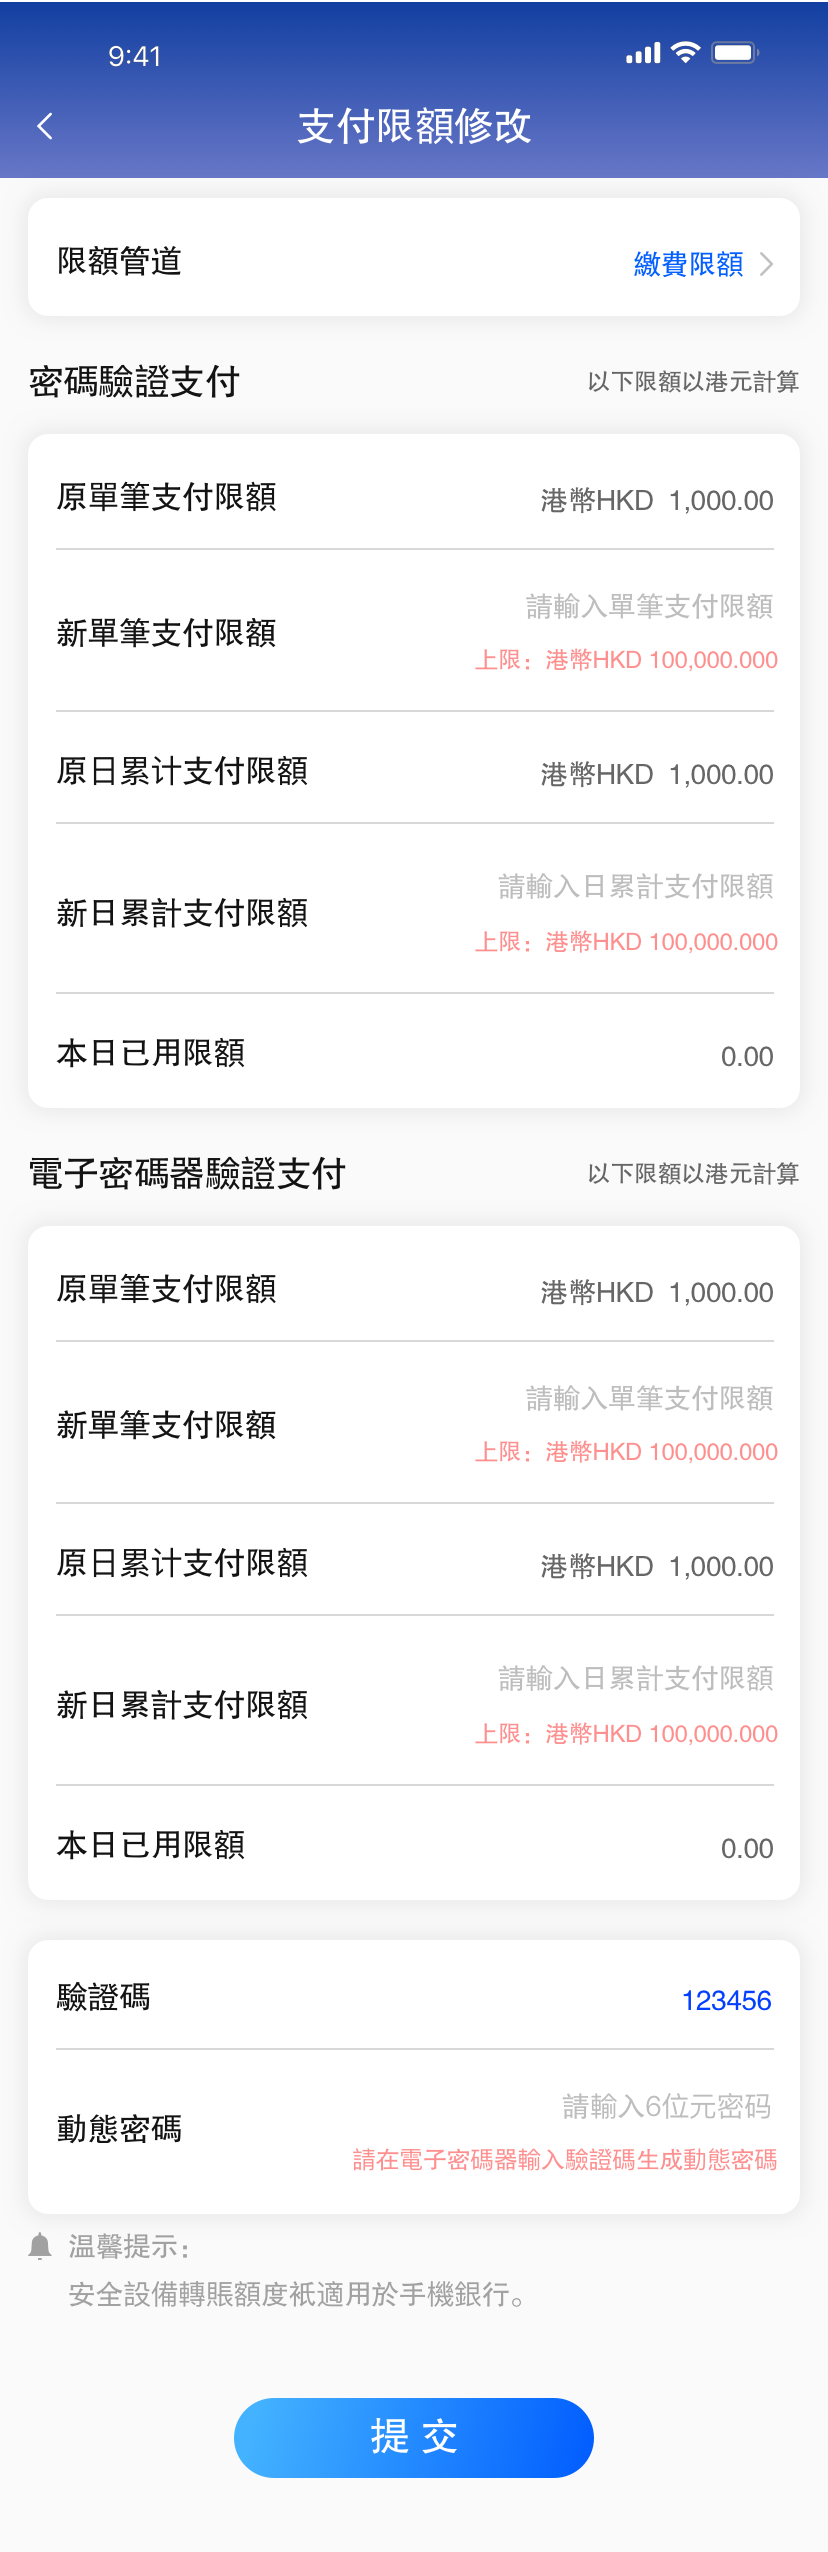 9:41
支付限額修改
限額管道 繳費限額
密碼驗證支付 以下限額以港元計算
原單筆支付限額 港幣HKD 1,000.00
請輸入單筆支付限額
新單筆支付限額
上限：港幣HKD 100,000.000
原日累计支付限額 港幣HKD 1,000.00
請輸入日累計支付限額
新日累計支付限額
上限：港幣HKD 100,000.000
本日已用限額 0.00
電子密碼器驗證支付 以下限額以港元計算
原單筆支付限額 港幣HKD 1,000.00
請輸入單筆支付限額
新單筆支付限額
上限：港幣HKD 100,000.000
原日累计支付限額 港幣HKD 1,000.00
請輸入日累計支付限額
新日累計支付限額
上限：港幣HKD 100,000.000
本日已用限額 0.00
驗證碼 123456
請輸入6位元密码
動態密碼
請在電子密碼器輸入驗證碼生成動態密碼
温馨提示：
安全設備轉賬額度祇適用於手機銀行。
提交